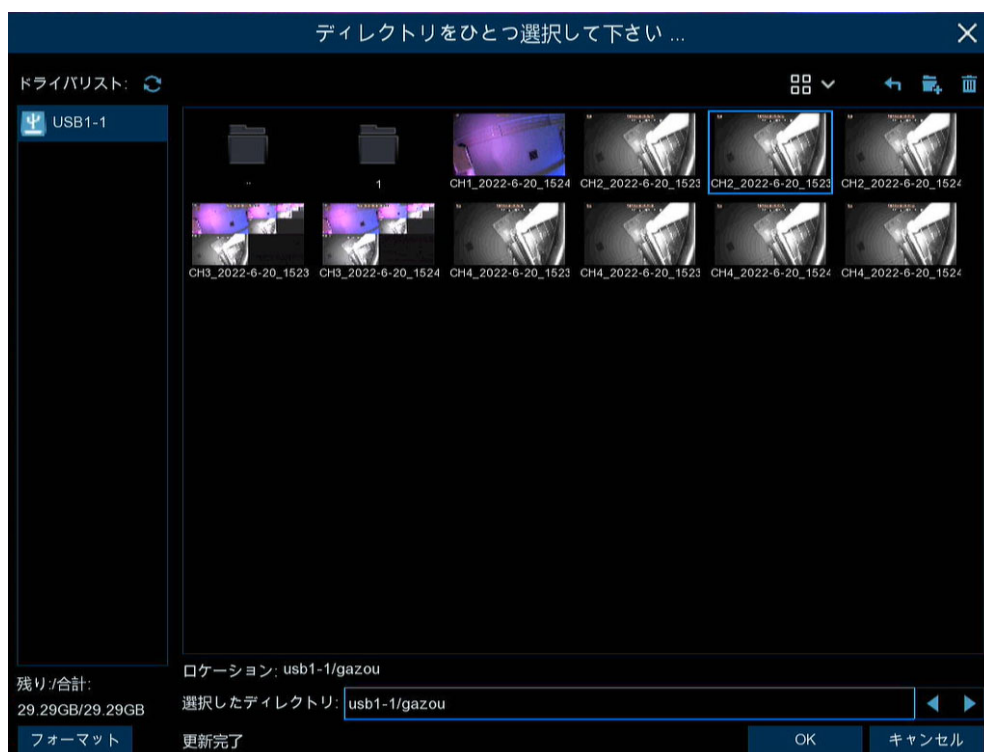 ディレクトリをひとつ選択して下さい ...
ドライバリスト:
USB1-1
..
1
CH1_2022-6-20_1524
CH2_2022-6-20_1523
CH2_2022-6-20_1523
CH2_2022-6-20_1524
CH3_2022-6-20_1523
CH3_2022-6-20_1524
CH4_2022-6-20_1523
CH4_2022-6-20_1523
CH4_2022-6-20_1524
CH4_2022-6-20_1524
ロケーション: usb1-1/gazou
残り:/合計:
29.29GB/29.29GB
選択したディレクトリ: usb1-1/gazou
フォーマット
更新完了
OK
キャンセル